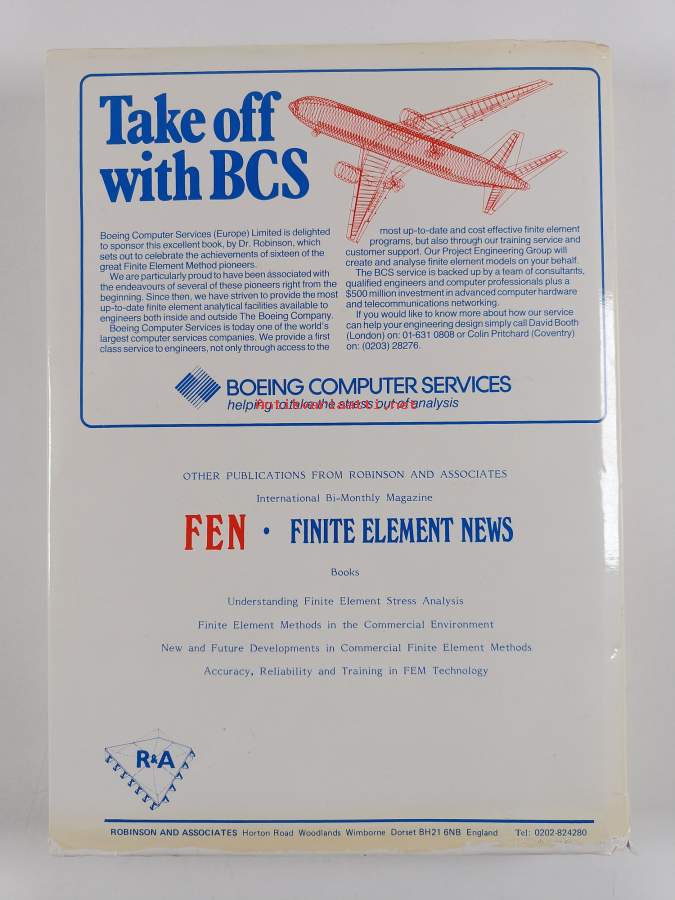 Take off
with BCS
Boeing Computer Services (Europe) Limited is delighted
to sponsor this excellent book, by Dr. Robinson, which
sets out to celebrate the achievements of sixteen of the
great Finite Element Method pioneers.
We are particularly proud to have been associated with
the endeavours of several of these pioneers right from the
beginning. Since then, we have striven to provide the most
up-to-date finite element analytical facilities available to
engineers both inside and outside The Boeing Company.
Boeing Computer Services is today one of the world's
largest computer services companies. We provide a first
class service to engineers, not only through access to the
most up-to-date and cost effective finite element
programs, but also through our training service and
customer support. Our Project Engineering Group will
create and analyse finite element models on your behalf.
The BCS service is backed up by a team of consultants,
qualified engineers and computer professionals plus a
$500 million investment in advanced computer hardware
and telecommunications networking.
If you would like to know more about how our service
can help your engineering design simply call David Booth
(London) on: 01-631 0808 or Colin Pritchard (Coventry)
on: (0203) 28276.
BOEING COMPUTER SERVICES
helping to take the stress out of analysis
Antikvariaatti.net
OTHER PUBLICATIONS FROM ROBINSON AND ASSOCIATES
International Bi-Monthly Magazine
FEN • FINITE ELEMENT NEWS
Books
Understanding Finite Element Stress Analysis
Finite Element Methods in the Commercial Environment
New and Future Developments in Commercial Finite Element Methods
Accuracy, Reliability and Training in FEM Technology
R&A
ROBINSON AND ASSOCIATES Horton Road Woodlands Wimborne Dorset BH21 6NB England Tel: 0202-824280